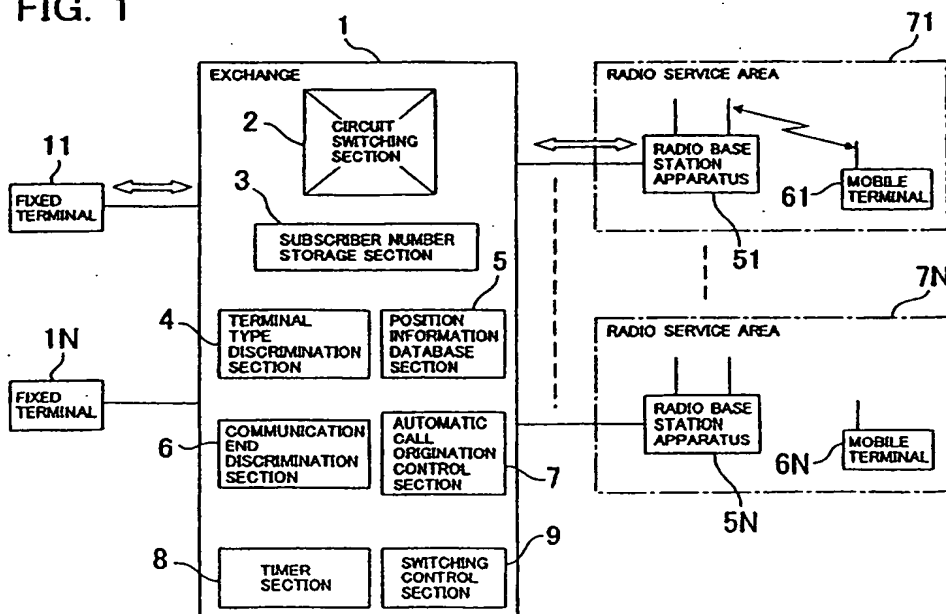 FIG. 1
1
71
EXCHANGE
RADIO SERVICE AREA
2
CIRCUIT
SWITCHING
SECTION
11
FIXED
TERMINAL
RADIO BASE
STATION
APPARATUS
61
MOBILE
TERMINAL
3
SUBSCRIBER NUMBER
STORAGE SECTION
51
5
7N
4
TERMINAL
TYPE
DISCRIMINATION
SECTION
POSITION
INFORMATION
DATABASE
SECTION
RADIO SERVICE AREA
1N
FIXED
TERMINAL
RADIO BASE
STATION
APPARATUS
6
COMMUNICATION
END
DISCRIMINATION
SECTION
AUTOMATIC
CALL
ORIGINATION
CONTROL
SECTION
7
6N
MOBILE
TERMINAL
5N
9
8
TIMER
SECTION
SWITCHING
CONTROL
SECTION